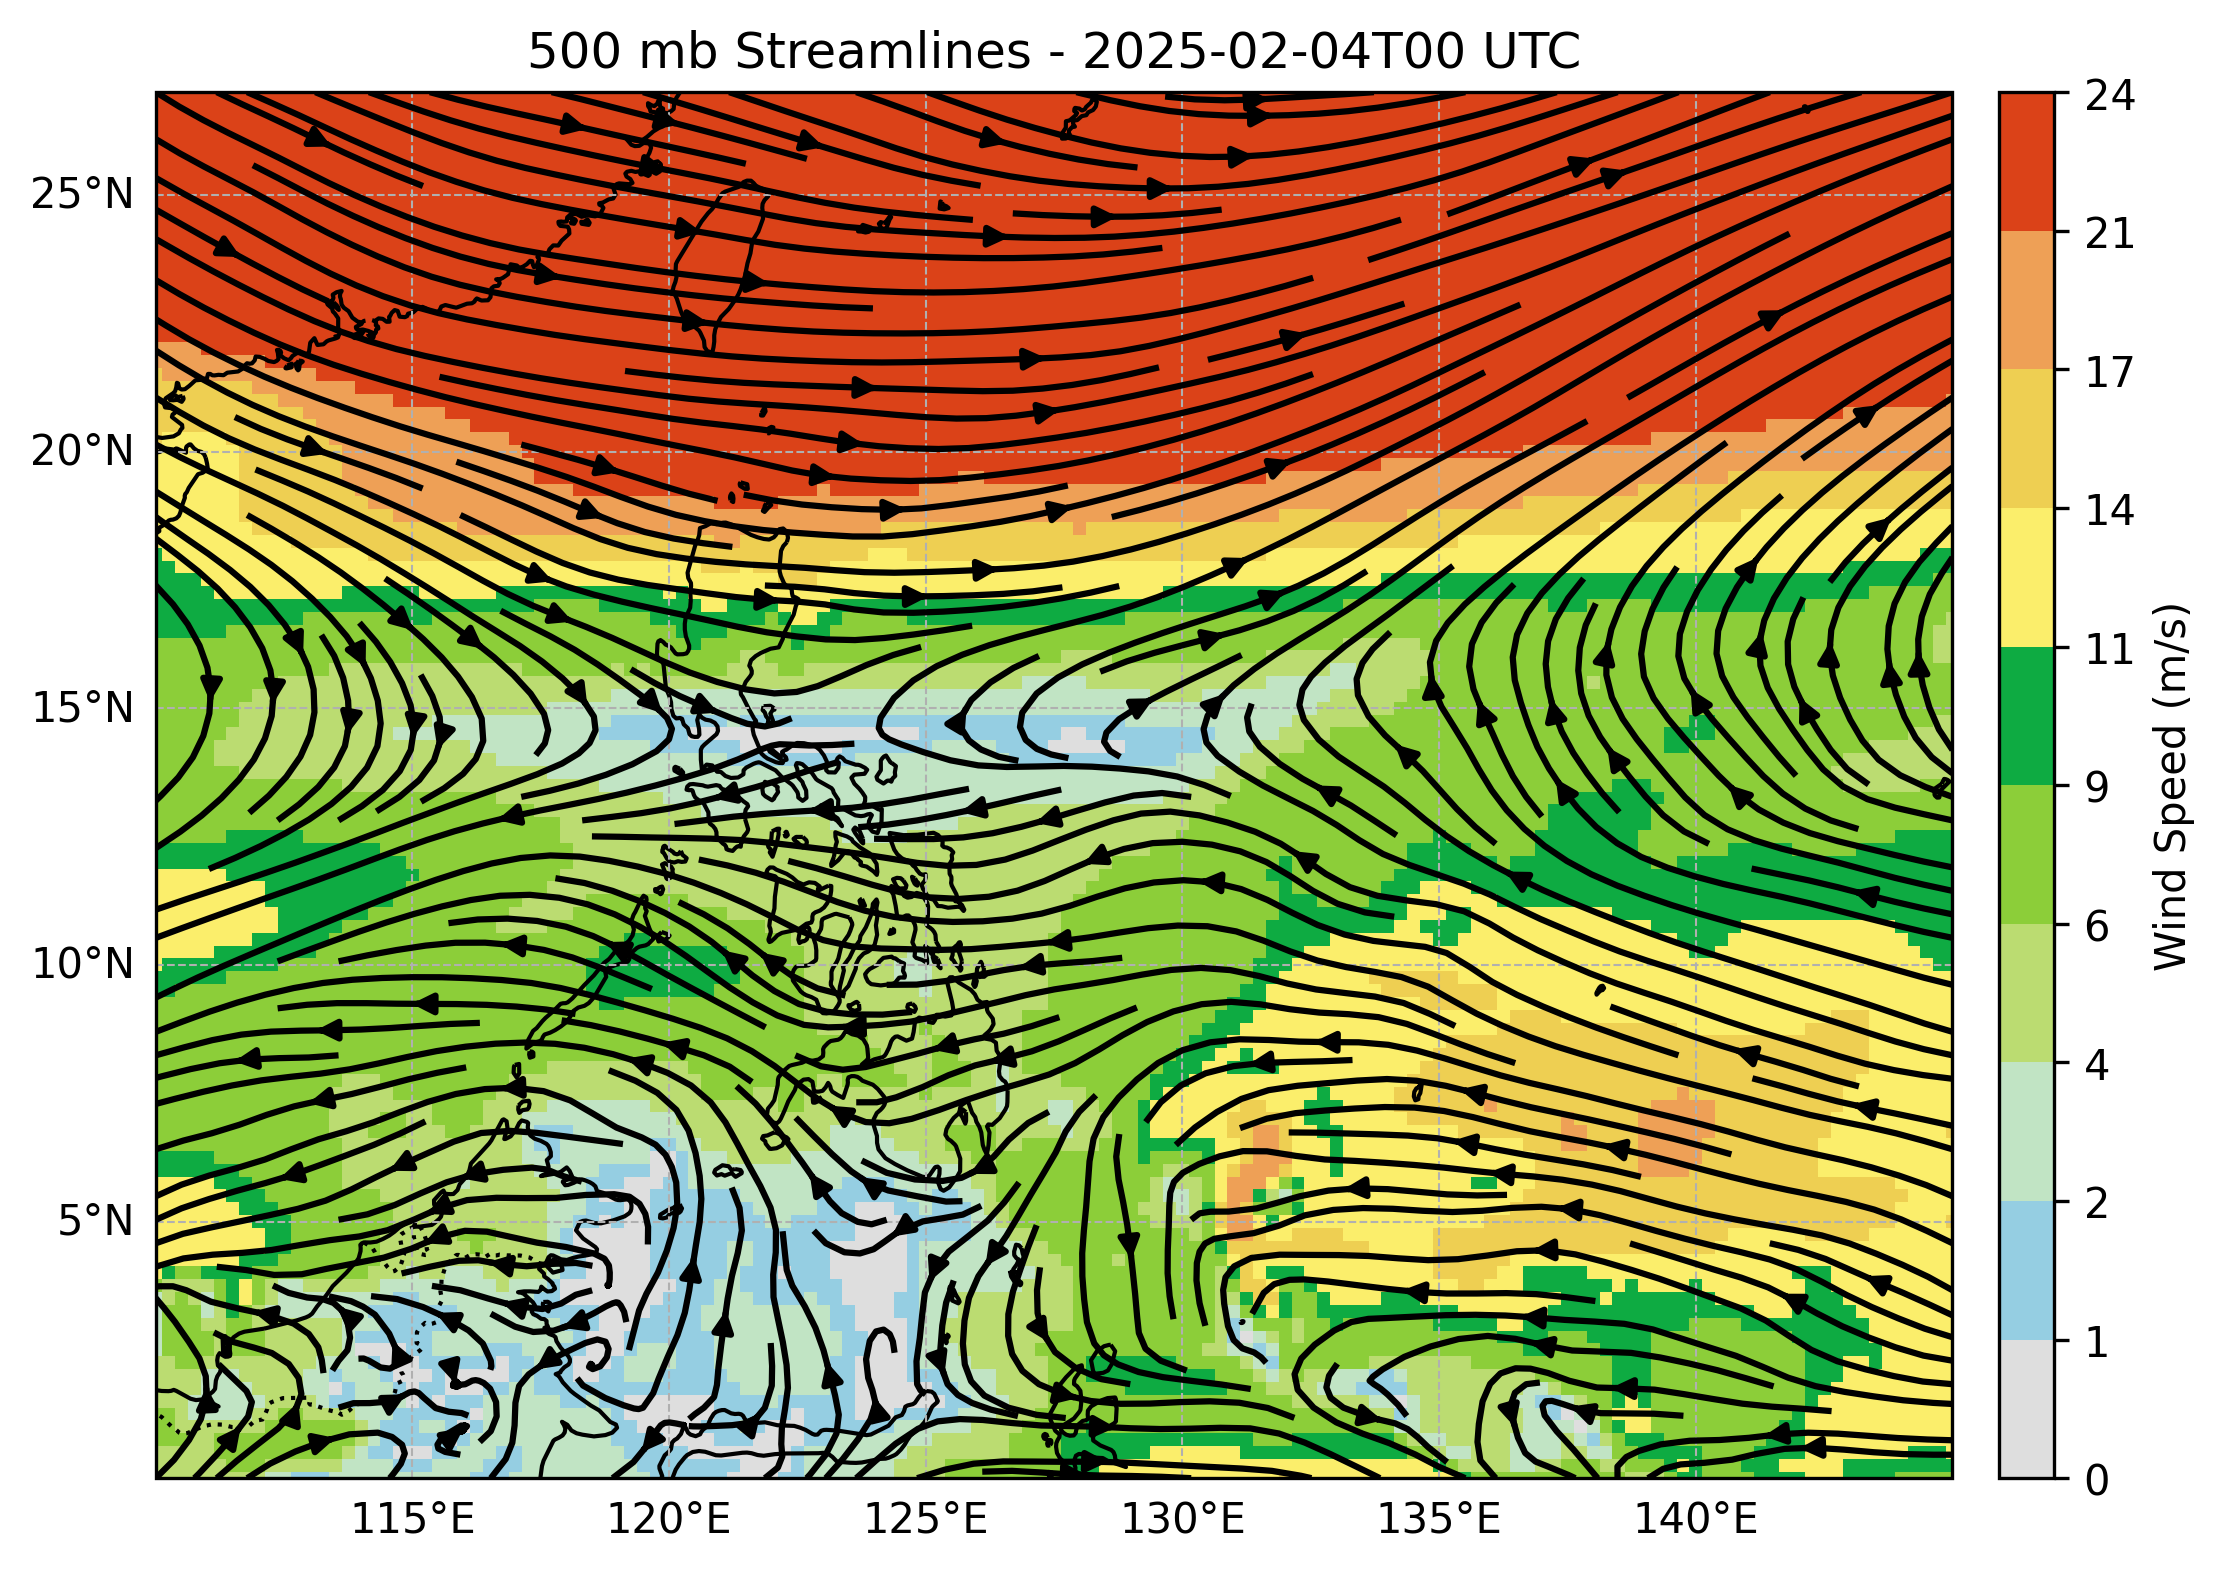 500 mb Streamlines - 2025-02-04T00 UTC
25°N
20°N
15°N
10°N
5°N
115°E
120°E
125°E
130°E
135°E
140°E
24
21
17
14
11
9
6
4
2
1
0
Wind Speed (m/s)